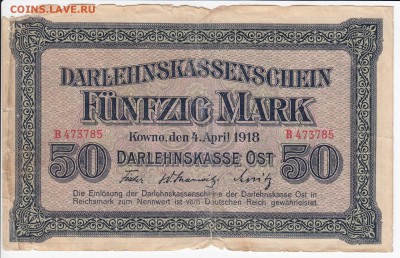 COINS.ЛАВЕ.RU
DARLEHNSKASSENSCHEIN
FÜNFZIG MARK
B 473785 B 473785
Kowno, den 4. April 1918
50 DARLEHNSKASSE OST 50
Die Einlösung der Darlehnskassenscheine der Darlehnskasse Ost in
Reichsmark zum Nennwert ist vom Deutschen Reich gewährleistet.